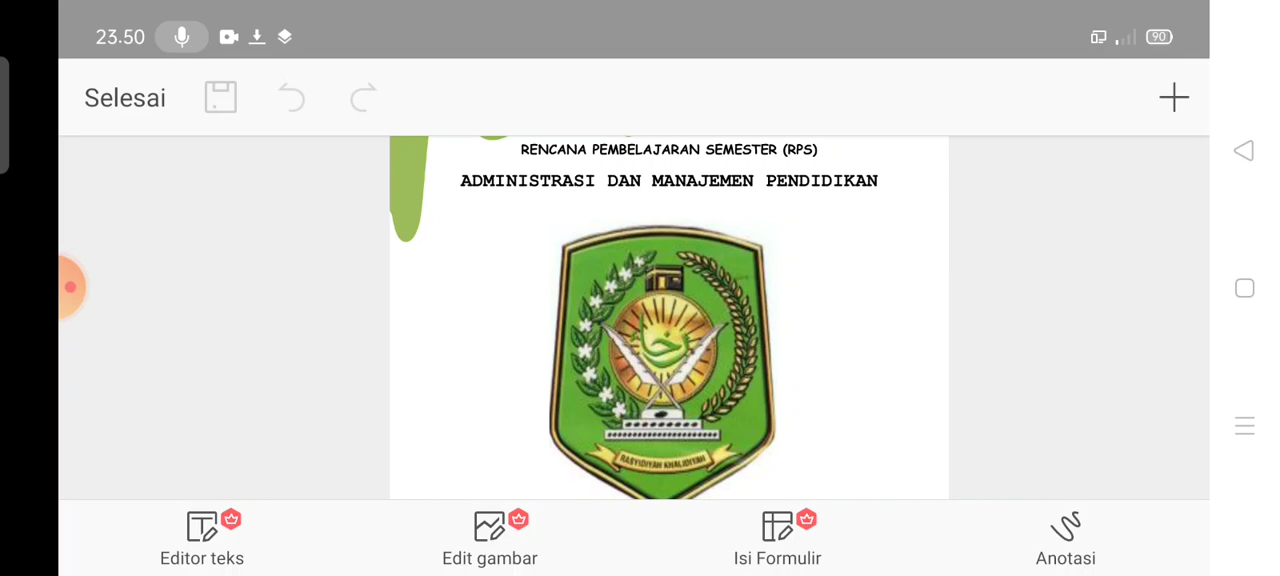 23.50
90
Selesai
RENCANA PEMBELAJARAN SEMESTER (RPS)
ADMINISTRASI DAN MANAJEMEN PENDIDIKAN
RASYIDIYAH KHALIDIYAH
Editor teks
Edit gambar
Isi Formulir
Anotasi